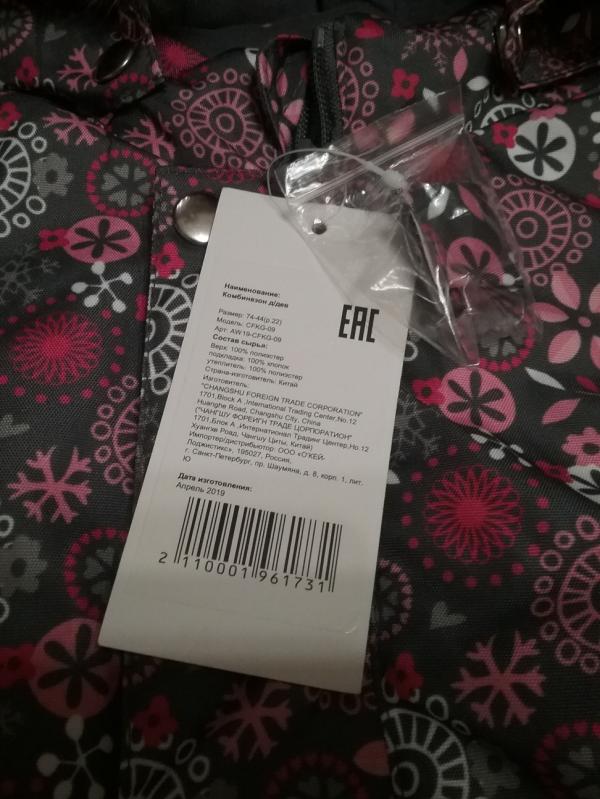 Наименование:
Комбинезон д/дев
EAC
Размер: 74-44(р.22)
Модель: CFKG-09
Арт: AW19-CFKG-09
Состав сырья:
Верх: 100% полиэстер
подкладка: 100% хлопок
утеплитель: 100% полиэстер
Страна-изготовитель: Китай
Изготовитель:
"CHANGSHU FOREIGN TRADE CORPORATION"
1701,Block A ,International Trading Center,No.12
Huanghe Road, Changshu City, China
("ЧАНГШУ ФОРЕИГН ТРАДЕ ЦОРПОРАТИОН"
1701,Блок А ,Интернатионал Традинг Центер,Но.12
Хуангхе Роад, Чангшу Циты, Китай)
Импортер/дистрибьютор: ООО «О'КЕЙ-
Лоджистикс», 195027, Россия,
г. Санкт-Петербург, пр. Шаумяна, д. 8, корп. 1, лит.
Ю
Дата изготовления:
Апрель 2019
2 110001 961731